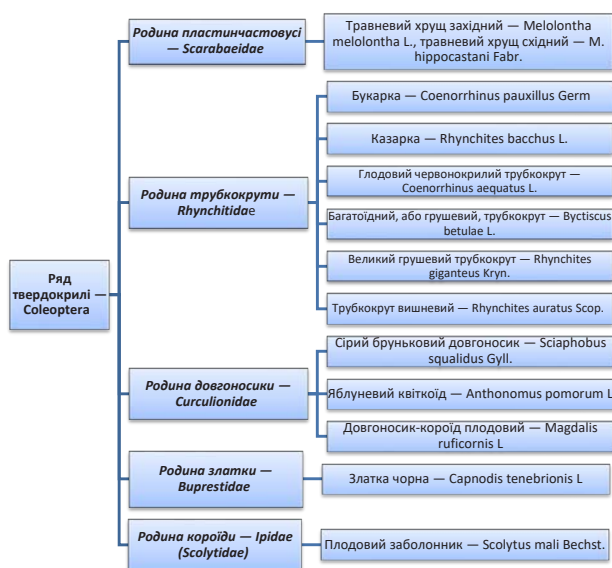 Ряд
твердокрилі —
Coleoptera
Родина пластинчастовусі
— Scarabaeidae
Травневий хрущ західний — Melolontha
melolontha L., травневий хрущ східний — M.
hippocastani Fabr.
Родина трубкокрути —
Rhynchitidae
Букарка — Coenorrhinus pauxillus Germ
Казарка — Rhynchites bacchus L.
Глодовий червонокрилий трубкокрут —
Coenorrhinus aequatus L.
Багатоїдний, або грушевий, трубкокрут — Byctiscus
betulae L.
Великий грушевий трубкокрут — Rhynchites
giganteus Kryn.
Трубкокрут вишневий — Rhynchites auratus Scop.
Родина довгоносики —
Curculionidae
Сірий бруньковий довгоносик — Sciaphobus
squalidus Gyll.
Яблуневий квіткоїд — Anthonomus pomorum L
Довгоносик-короїд плодовий — Magdalis
ruficornis L
Родина златки —
Buprestidae
Златка чорна — Capnodis tenebrionis L
Родина короїди — Ipidae
(Scolytidae)
Плодовий заболонник — Scolytus mali Bechst.